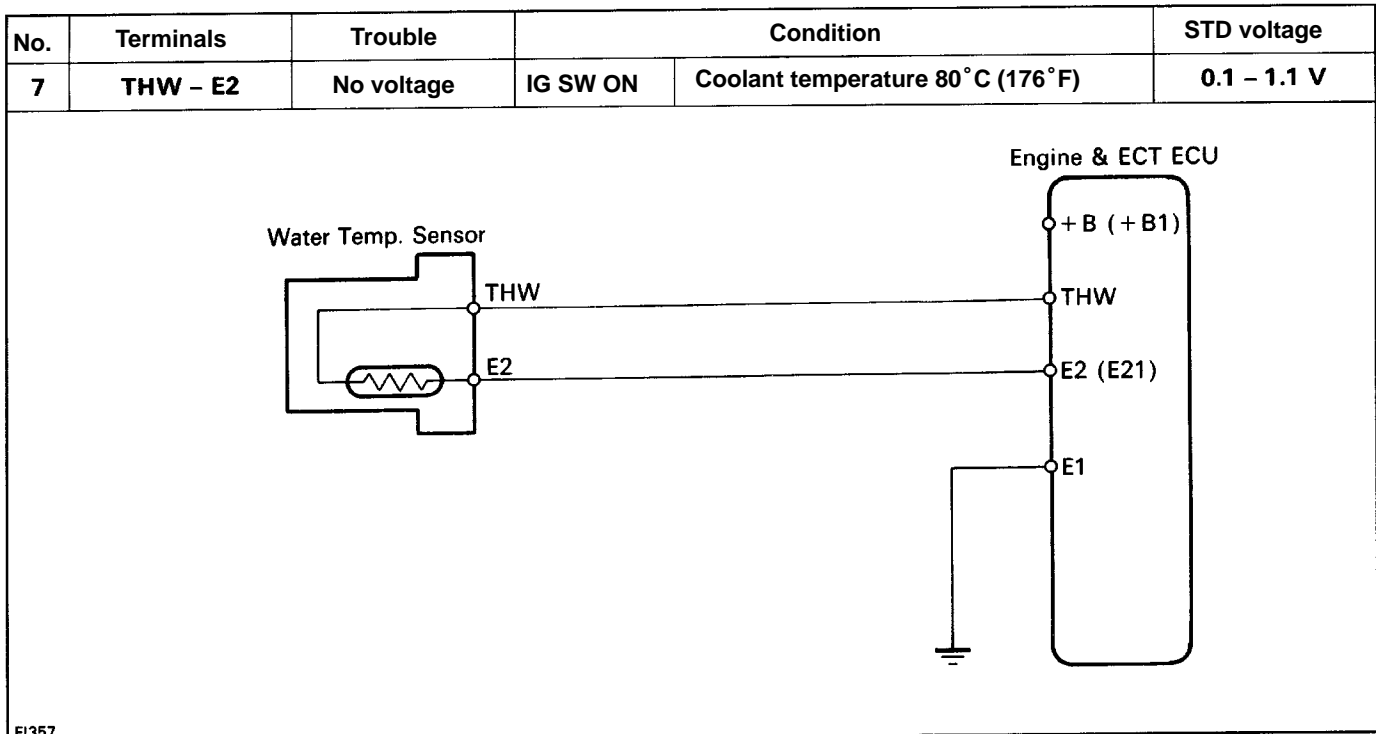 No. Terminals Trouble Condition STD voltage
7 THW – E2 No voltage IG SW ON Coolant temperature 80˚C (176˚F) 0.1 – 1.1 V
Engine & ECT ECU
+B (+B1)
Water Temp. Sensor
THW THW
E2 E2 (E21)
E1
FI357